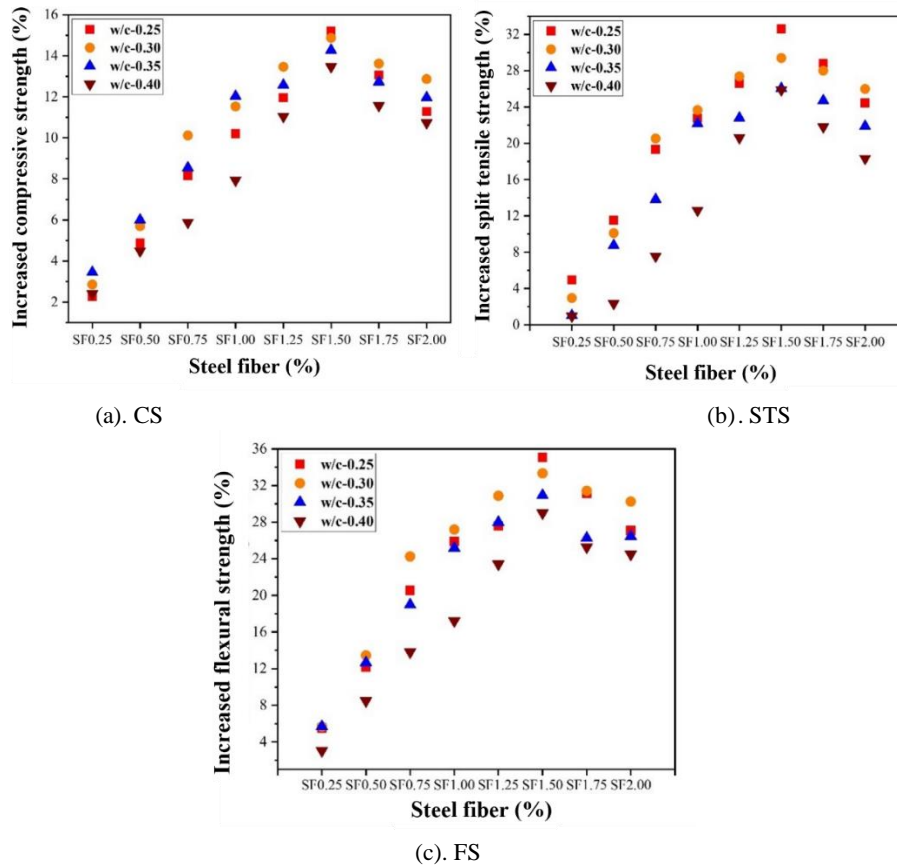 Increased compressive strength (%)
16
14
12
10
8
6
4
2
w/c-0.25
w/c-0.30
w/c-0.35
w/c-0.40
SF0.25 SF0.50 SF0.75 SF1.00 SF1.25 SF1.50 SF1.75 SF2.00
Steel fiber (%)
(a). CS
Increased split tensile strength (%)
32
28
24
20
16
12
8
4
0
w/c-0.25
w/c-0.30
w/c-0.35
w/c-0.40
SF0.25 SF0.50 SF0.75 SF1.00 SF1.25 SF1.50 SF1.75 SF2.00
Steel fiber (%)
(b). STS
Increased flexural strength (%)
36
32
28
24
20
16
12
8
4
w/c-0.25
w/c-0.30
w/c-0.35
w/c-0.40
SF0.25 SF0.50 SF0.75 SF1.00 SF1.25 SF1.50 SF1.75 SF2.00
Steel fiber (%)
(c). FS